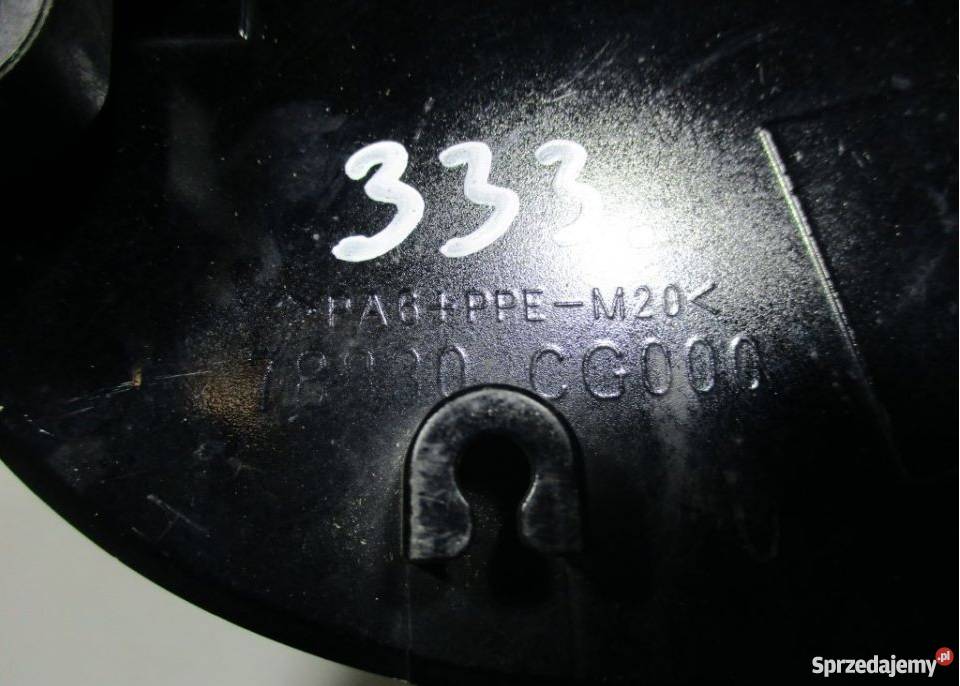 333.
>PA6+PPE-M20<
78830 CG000
Sprzedajemy.pl